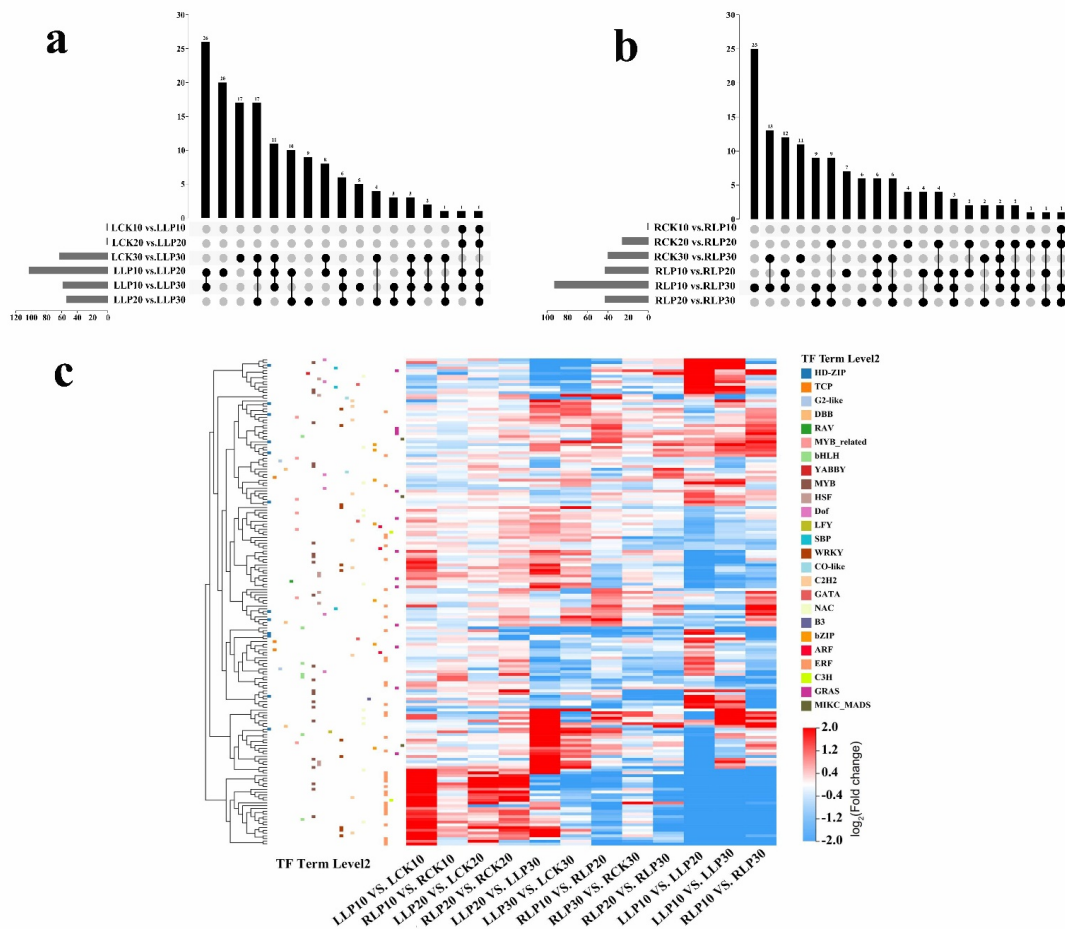 a
30
25
20
15
10
5
0
26
20
17
17
11
10
9
8
6
5
4
3
3
2
1
1
1
LCK10 vs.LLP10
LCK20 vs.LLP20
LCK30 vs.LLP30
LLP10 vs.LLP20
LLP10 vs.LLP30
LLP20 vs.LLP30
120 100 80 60 40 20 0
b
30
25
20
15
10
5
0
25
13
12
11
9
9
7
6
6
6
4
4
4
3
2
2
2
2
1
1
1
RCK10 vs.RLP10
RCK20 vs.RLP20
RCK30 vs.RLP30
RLP10 vs.RLP20
RLP10 vs.RLP30
RLP20 vs.RLP30
100 80 60 40 20 0
c
TF Term Level2
HD-ZIP
TCP
G2-like
DBB
RAV
MYB_related
bHLH
YABBY
MYB
HSF
Dof
LFY
SBP
WRKY
CO-like
C2H2
GATA
NAC
B3
bZIP
ARF
ERF
C3H
GRAS
MIKC_MADS
2.0
1.2
0.4
−0.4
−1.2
−2.0
log2(Fold change)
TF Term Level2
LLP10 VS. LCK10
RLP10 VS. RCK10
LLP20 VS. LCK20
RLP20 VS. RCK20
LLP20 VS. LLP30
LLP30 VS. LCK30
RLP10 VS. RLP20
RLP30 VS. RCK30
RLP20 VS. RLP30
LLP10 VS. LLP20
LLP10 VS. LLP30
RLP10 VS. RLP30